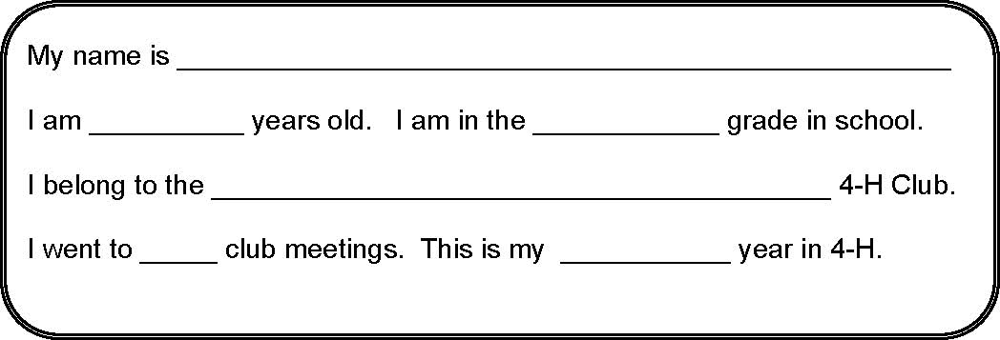 My name is __________________________________________________
I am __________ years old. I am in the ____________ grade in school.
I belong to the ________________________________________ 4-H Club.
I went to _____ club meetings. This is my ___________ year in 4-H.